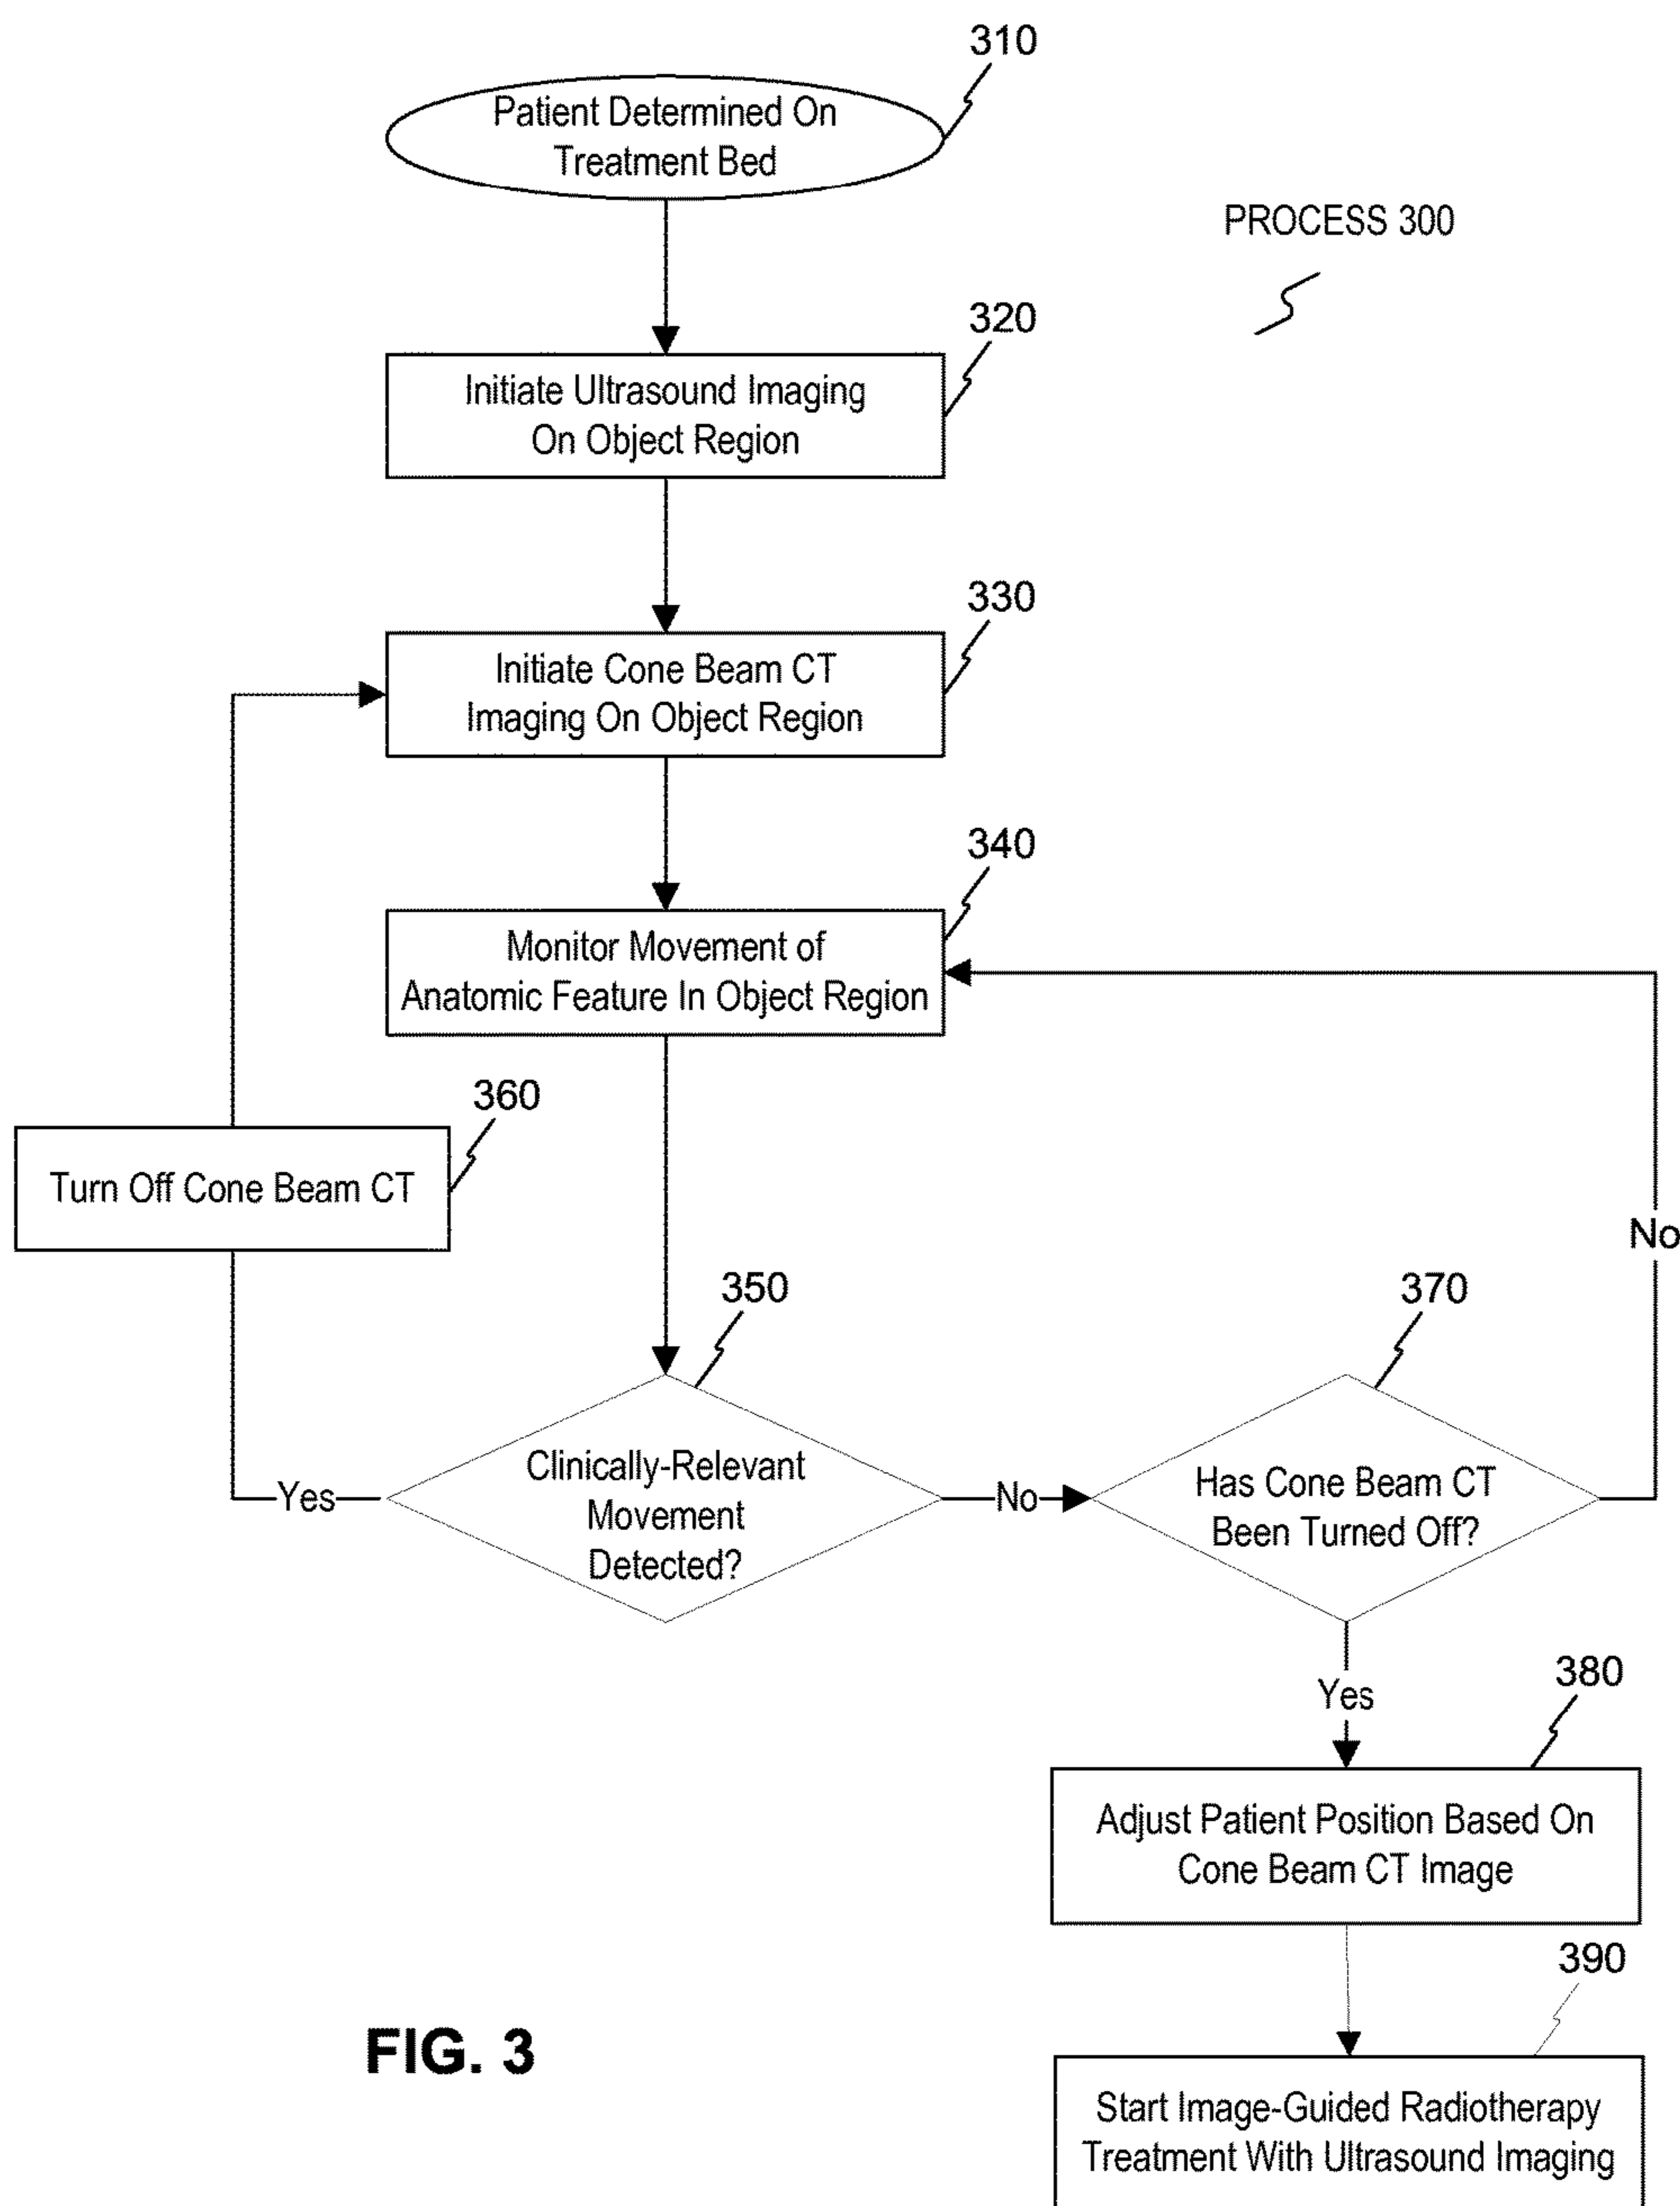 310
Patient Determined On
Treatment Bed
PROCESS 300
320
Initiate Ultrasound Imaging
On Object Region
330
Initiate Cone Beam CT
Imaging On Object Region
340
Monitor Movement of
Anatomic Feature In Object Region
360
Turn Off Cone Beam CT
No
350
370
Clinically-Relevant
Movement
Detected?
Yes
No
Has Cone Beam CT
Been Turned Off?
Yes
380
Adjust Patient Position Based On
Cone Beam CT Image
390
Start Image-Guided Radiotherapy
Treatment With Ultrasound Imaging
FIG. 3